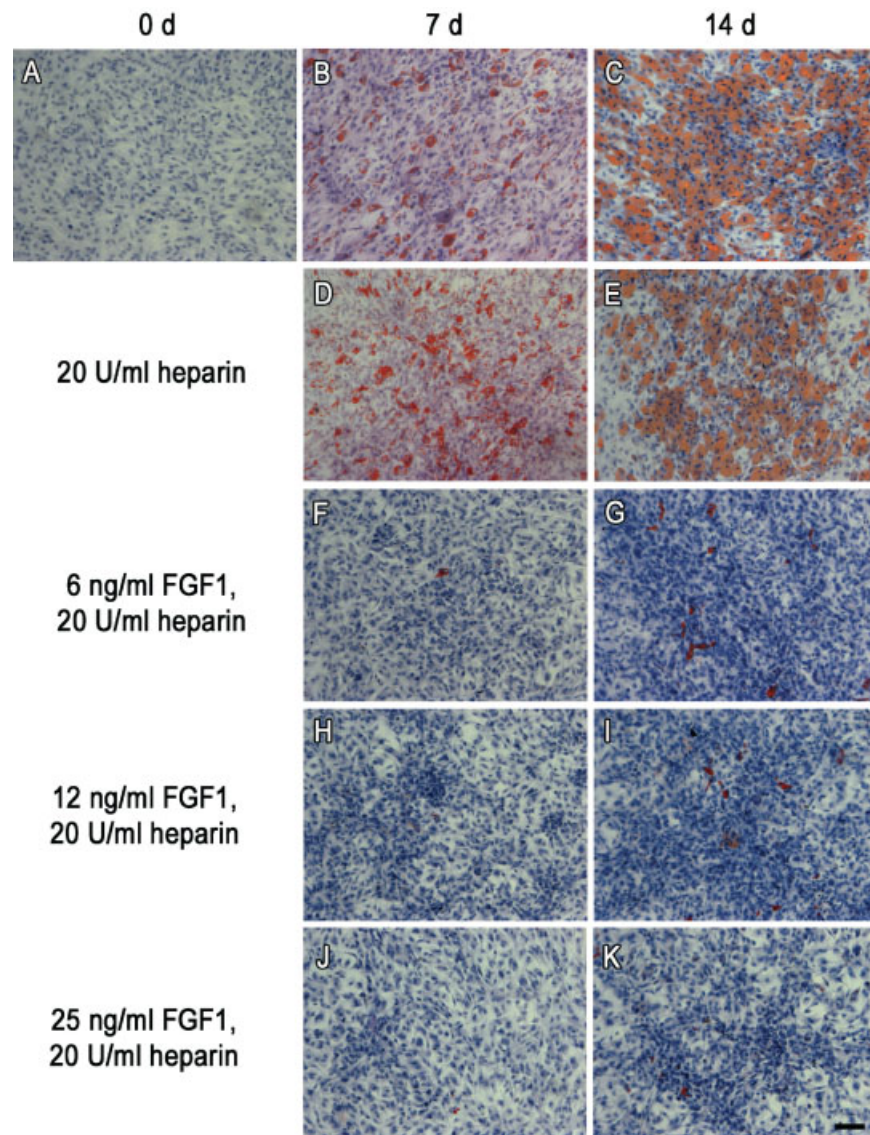 0 d 7 d 14 d
A B C
20 U/ml heparin D E
6 ng/ml FGF1,
20 U/ml heparin
F G
12 ng/ml FGF1,
20 U/ml heparin
H I
25 ng/ml FGF1,
20 U/ml heparin
J K